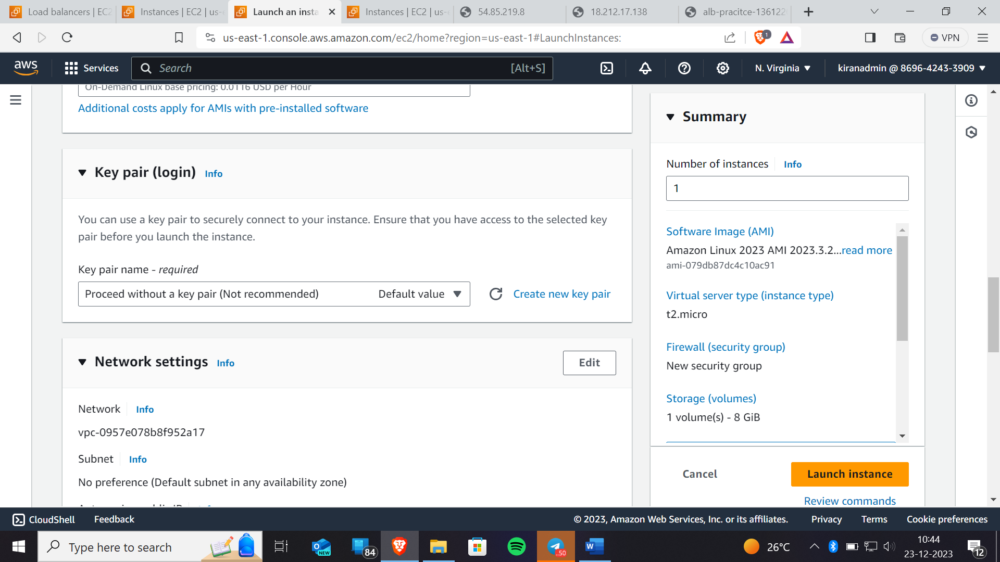 Load balancers | EC2
Instances | EC2 | us-e
Launch an insta
Instances | EC2 | us-e
54.85.219.8
18.212.17.138
alb-pracitce-136122
us-east-1.console.aws.amazon.com/ec2/home?region=us-east-1#LaunchInstances:
1
VPN
aws
Services
Search
[Alt+S]
N. Virginia
kiranadmin @ 8696-4243-3909
On-Demand Linux base pricing: 0.0116 USD per Hour
Additional costs apply for AMIs with pre-installed software
Key pair (login)
Info
You can use a key pair to securely connect to your instance. Ensure that you have access to the selected key
pair before you launch the instance.
Key pair name - required
Proceed without a key pair (Not recommended)
Default value
Create new key pair
Network settings
Info
Edit
Network
Info
vpc-0957e078b8f952a17
Subnet
Info
No preference (Default subnet in any availability zone)
Summary
Number of instances
Info
1
Software Image (AMI)
Amazon Linux 2023 AMI 2023.3.2...read more
ami-079db87dc4c10ac91
Virtual server type (instance type)
t2.micro
Firewall (security group)
New security group
Storage (volumes)
1 volume(s) - 8 GiB
Cancel
Launch instance
Review commands
CloudShell
Feedback
© 2023, Amazon Web Services, Inc. or its affiliates.
Privacy
Terms
Cookie preferences
Type here to search
NEW
84
..50
W
26°C
10:44
23-12-2023
12